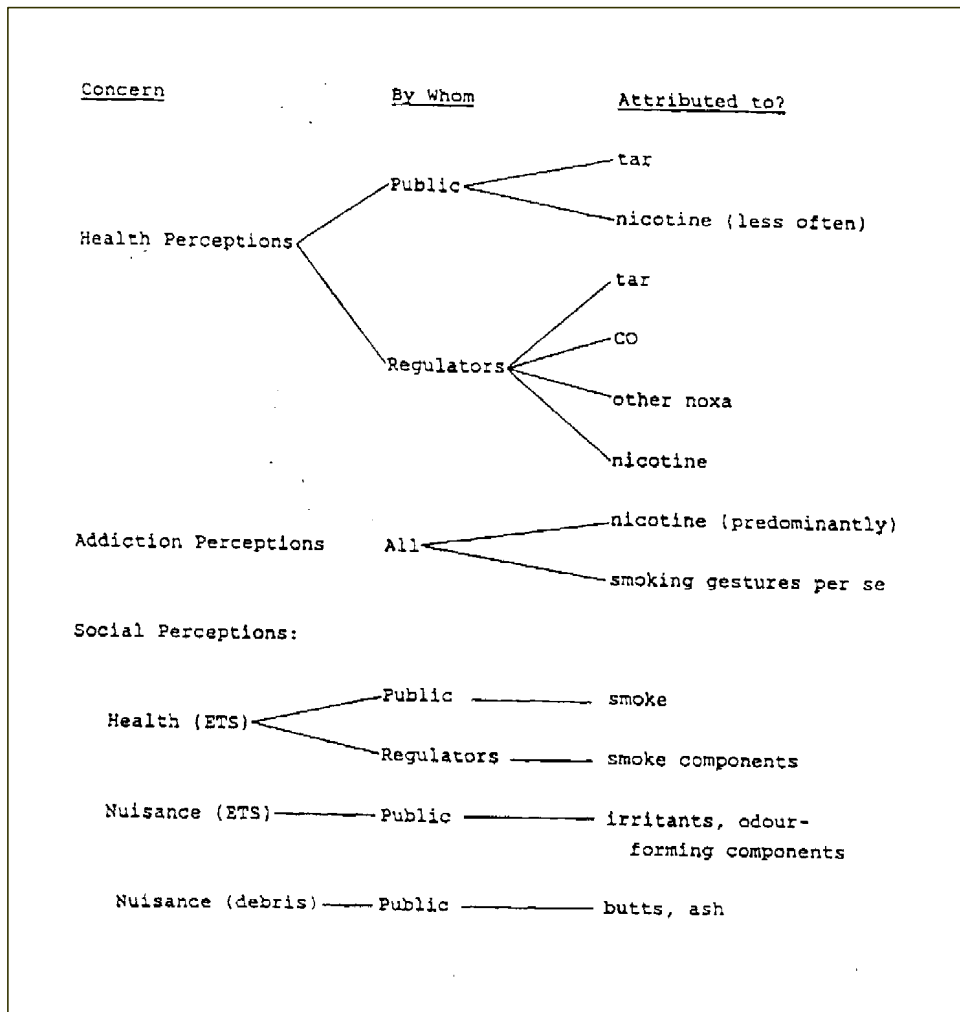 Concern By Whom Attributed to?
tar
Public
nicotine (less often)
Health Perceptions
tar
CO
Regulators
other noxa
nicotine
nicotine (predominantly)
Addiction Perceptions All
smoking gestures per se
Social Perceptions:
Public smoke
Health (ETS)
Regulators smoke components
Nuisance (ETS) Public irritants, odour-
forming components
Nuisance (debris) Public butts, ash